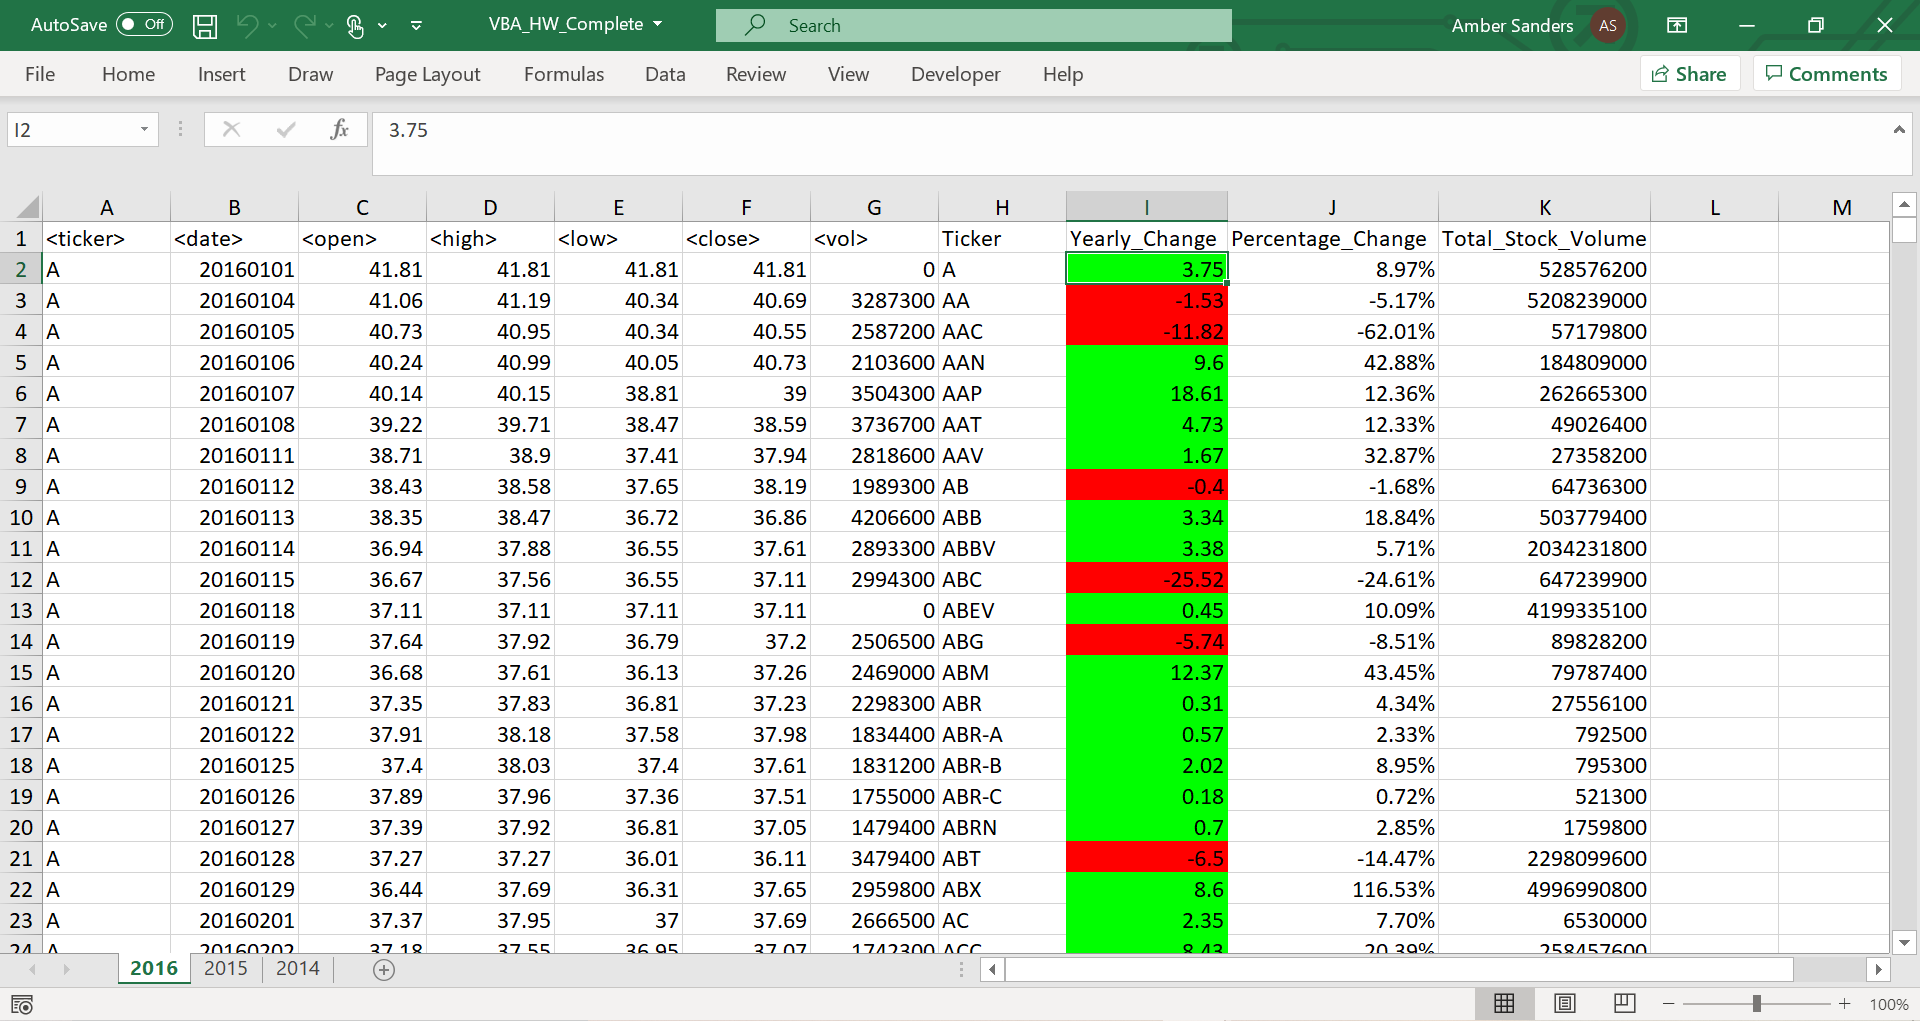 AutoSave Off VBA_HW_Complete Search Amber Sanders AS
File Home Insert Draw Page Layout Formulas Data Review View Developer Help Share Comments
I2 fx 3.75
A B C D E F G H I J K L M
1 <ticker> <date> <open> <high> <low> <close> <vol> Ticker Yearly_Change Percentage_Change Total_Stock_Volume
2 A 20160101 41.81 41.81 41.81 41.81 0 A 3.75 8.97% 528576200
3 A 20160104 41.06 41.19 40.34 40.69 3287300 AA -1.53 -5.17% 5208239000
4 A 20160105 40.73 40.95 40.34 40.55 2587200 AAC -11.82 -62.01% 57179800
5 A 20160106 40.24 40.99 40.05 40.73 2103600 AAN 9.6 42.88% 184809000
6 A 20160107 40.14 40.15 38.81 39 3504300 AAP 18.61 12.36% 262665300
7 A 20160108 39.22 39.71 38.47 38.59 3736700 AAT 4.73 12.33% 49026400
8 A 20160111 38.71 38.9 37.41 37.94 2818600 AAV 1.67 32.87% 27358200
9 A 20160112 38.43 38.58 37.65 38.19 1989300 AB -0.4 -1.68% 64736300
10 A 20160113 38.35 38.47 36.72 36.86 4206600 ABB 3.34 18.84% 503779400
11 A 20160114 36.94 37.88 36.55 37.61 2893300 ABBV 3.38 5.71% 2034231800
12 A 20160115 36.67 37.56 36.55 37.11 2994300 ABC -25.52 -24.61% 647239900
13 A 20160118 37.11 37.11 37.11 37.11 0 ABEV 0.45 10.09% 4199335100
14 A 20160119 37.64 37.92 36.79 37.2 2506500 ABG -5.74 -8.51% 89828200
15 A 20160120 36.68 37.61 36.13 37.26 2469000 ABM 12.37 43.45% 79787400
16 A 20160121 37.35 37.83 36.81 37.23 2298300 ABR 0.31 4.34% 27556100
17 A 20160122 37.91 38.18 37.58 37.98 1834400 ABR-A 0.57 2.33% 792500
18 A 20160125 37.4 38.03 37.4 37.61 1831200 ABR-B 2.02 8.95% 795300
19 A 20160126 37.89 37.96 37.36 37.51 1755000 ABR-C 0.18 0.72% 521300
20 A 20160127 37.39 37.92 36.81 37.05 1479400 ABRN 0.7 2.85% 1759800
21 A 20160128 37.27 37.27 36.01 36.11 3479400 ABT -6.5 -14.47% 2298099600
22 A 20160129 36.44 37.69 36.31 37.65 2959800 ABX 8.6 116.53% 4996990800
23 A 20160201 37.37 37.95 37 37.69 2666500 AC 2.35 7.70% 6530000
24 A 20160202 37.18 37.55 36.95 37.07 1742300 ACC 8.43 20.39% 258457600
2016 2015 2014
100%